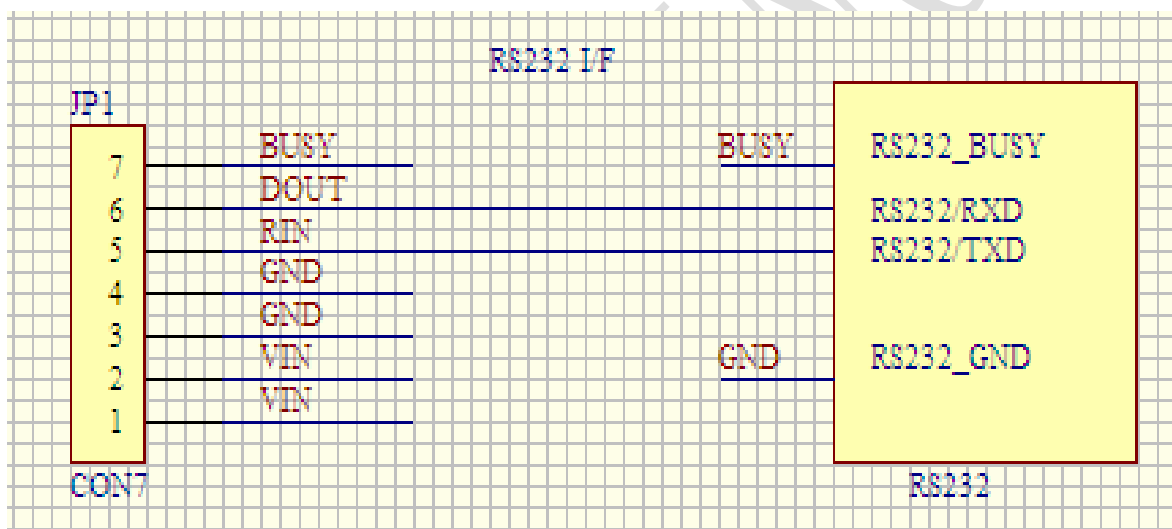 RS232 I/F
JP1
7 BUSY BUSY RS232_BUSY
6 DOUT RS232/RXD
5 RIN RS232/TXD
4 GND
3 GND
2 VIN GND RS232_GND
1 VIN
CON7 RS232